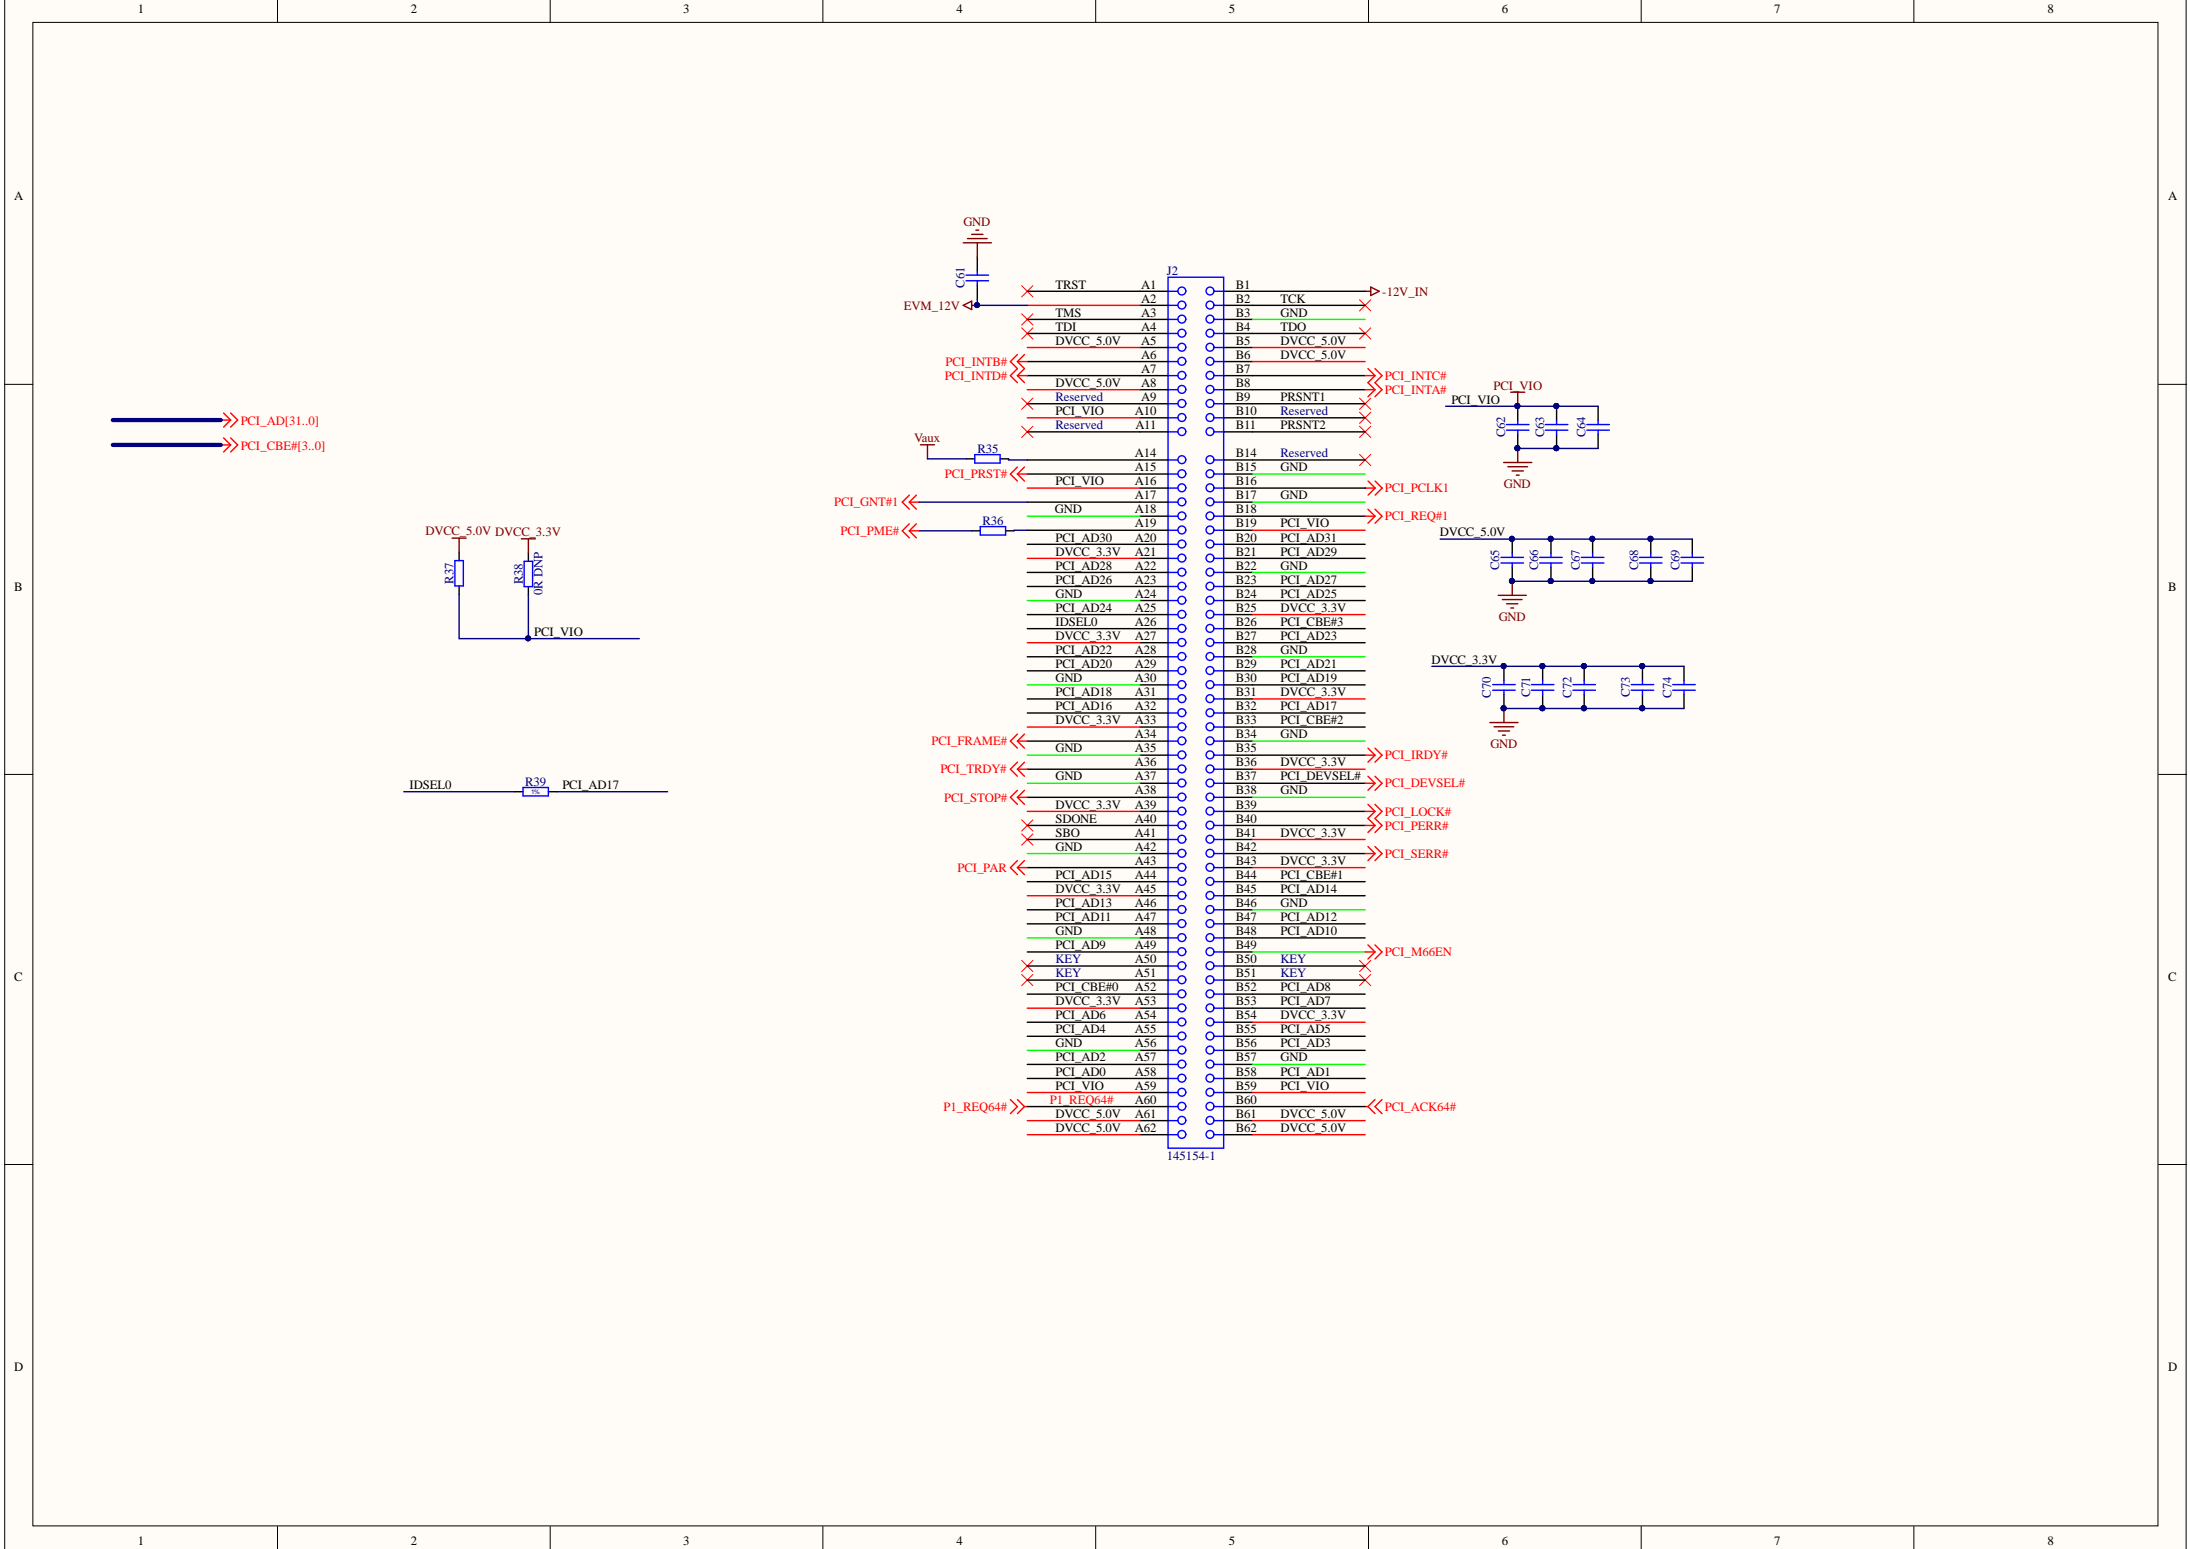 1 2 3 4 5 6 7 8
A A
GND
C61
J2
TRST A1 B1 -12V_IN
EVM_12V A2 B2 TCK
TMS A3 B3 GND
TDI A4 B4 TDO
DVCC_5.0V A5 B5 DVCC_5.0V
PCI_INTB# A6 B6 DVCC_5.0V
PCI_INTD# A7 B7 PCI_INTC#
DVCC_5.0V A8 B8 PCI_INTA#
Reserved A9 B9 PRSNT1
PCI_VIO A10 B10 Reserved
Reserved A11 B11 PRSNT2
Vaux R35 A14 B14 Reserved
PCI_PRST# A15 B15 GND
PCI_VIO A16 B16 PCI_PCLK1
PCI_GNT#1 A17 B17 GND
GND A18 B18 PCI_REQ#1
PCI_PME# R36 A19 B19 PCI_VIO
PCI_AD30 A20 B20 PCI_AD31
DVCC_3.3V A21 B21 PCI_AD29
PCI_AD28 A22 B22 GND
PCI_AD26 A23 B23 PCI_AD27
GND A24 B24 PCI_AD25
PCI_AD24 A25 B25 DVCC_3.3V
IDSEL0 A26 B26 PCI_CBE#3
DVCC_3.3V A27 B27 PCI_AD23
PCI_AD22 A28 B28 GND
PCI_AD20 A29 B29 PCI_AD21
GND A30 B30 PCI_AD19
PCI_AD18 A31 B31 DVCC_3.3V
PCI_AD16 A32 B32 PCI_AD17
DVCC_3.3V A33 B33 PCI_CBE#2
PCI_FRAME# A34 B34 GND
GND A35 B35 PCI_IRDY#
PCI_TRDY# A36 B36 DVCC_3.3V
GND A37 B37 PCI_DEVSEL# PCI_DEVSEL#
PCI_STOP# A38 B38 GND
DVCC_3.3V A39 B39 PCI_LOCK#
SDONE A40 B40 PCI_PERR#
SBO A41 B41 DVCC_3.3V
GND A42 B42 PCI_SERR#
PCI_PAR A43 B43 DVCC_3.3V
PCI_AD15 A44 B44 PCI_CBE#1
DVCC_3.3V A45 B45 PCI_AD14
PCI_AD13 A46 B46 GND
PCI_AD11 A47 B47 PCI_AD12
GND A48 B48 PCI_AD10
PCI_AD9 A49 B49 PCI_M66EN
KEY A50 B50 KEY
KEY A51 B51 KEY
PCI_CBE#0 A52 B52 PCI_AD8
DVCC_3.3V A53 B53 PCI_AD7
PCI_AD6 A54 B54 DVCC_3.3V
PCI_AD4 A55 B55 PCI_AD5
GND A56 B56 PCI_AD3
PCI_AD2 A57 B57 GND
PCI_AD0 A58 B58 PCI_AD1
PCI_VIO A59 B59 PCI_VIO
P1_REQ64# P1_REQ64# A60 B60 PCI_ACK64#
DVCC_5.0V A61 B61 DVCC_5.0V
DVCC_5.0V A62 B62 DVCC_5.0V
145154-1
PCI_AD[31..0]
PCI_CBE#[3..0]
DVCC_5.0V DVCC_3.3V
R37 R38 0R DNP
PCI_VIO
IDSEL0 R39 PCI_AD17
1%
PCI_VIO
PCI_VIO
C62 C63 C64
GND
DVCC_5.0V
C65 C66 C67 C68 C69
GND
DVCC_3.3V
C70 C71 C72 C73 C74
GND
B B
C C
D D
1 2 3 4 5 6 7 8